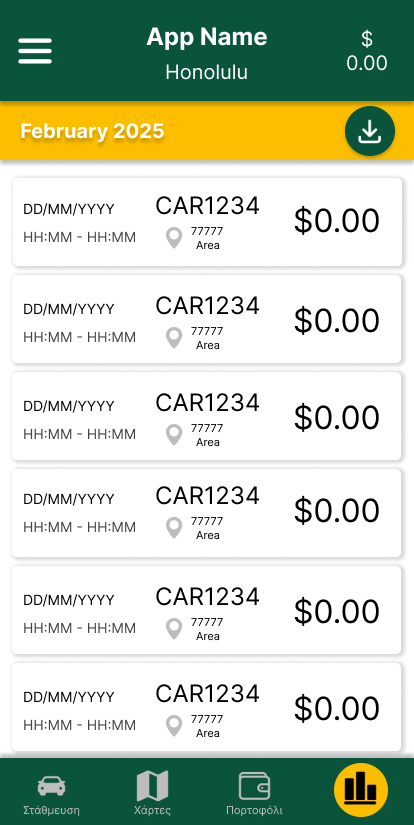 App Name
Honolulu
$
0.00
February 2025
DD/MM/YYYY
HH:MM - HH:MM
CAR1234
77777
Area
$0.00
DD/MM/YYYY
HH:MM - HH:MM
CAR1234
77777
Area
$0.00
DD/MM/YYYY
HH:MM - HH:MM
CAR1234
77777
Area
$0.00
DD/MM/YYYY
HH:MM - HH:MM
CAR1234
77777
Area
$0.00
DD/MM/YYYY
HH:MM - HH:MM
CAR1234
77777
Area
$0.00
DD/MM/YYYY
HH:MM - HH:MM
CAR1234
77777
Area
$0.00
Στάθμευση
Χάρτες
Πορτοφόλι